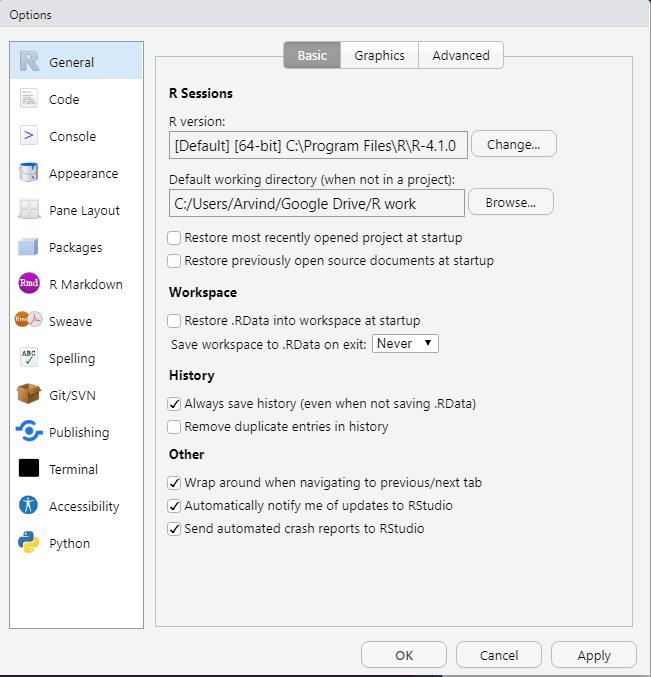 Options
General
Code
Console
Appearance
Pane Layout
Packages
Rmd R Markdown
Sweave
ABC Spelling
Git/SVN
Publishing
Terminal
Accessibility
Python
Basic Graphics Advanced
R Sessions
R version:
[Default] [64-bit] C:\Program Files\R\R-4.1.0 Change...
Default working directory (when not in a project):
C:/Users/Arvind/Google Drive/R work Browse...
Restore most recently opened project at startup
Restore previously open source documents at startup
Workspace
Restore .RData into workspace at startup
Save workspace to .RData on exit: Never
History
Always save history (even when not saving .RData)
Remove duplicate entries in history
Other
Wrap around when navigating to previous/next tab
Automatically notify me of updates to RStudio
Send automated crash reports to RStudio
OK Cancel Apply